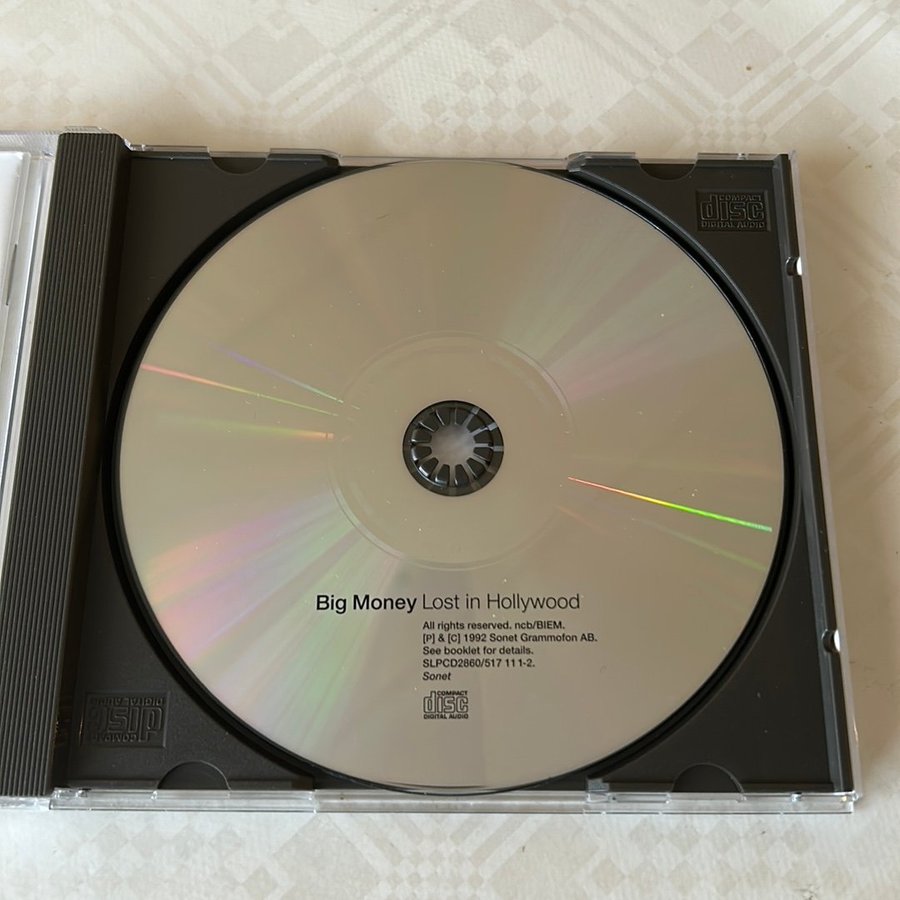 COMPACT
disc
DIGITAL AUDIO
Big Money Lost in Hollywood
All rights reserved. ncb/BIEM.
[P] & [C] 1992 Sonet Grammofon AB.
See booklet for details.
SLPCD2860/517 111-2.
Sonet
COMPACT
disc
DIGITAL AUDIO
COMPACT
disc
DIGITAL AUDIO